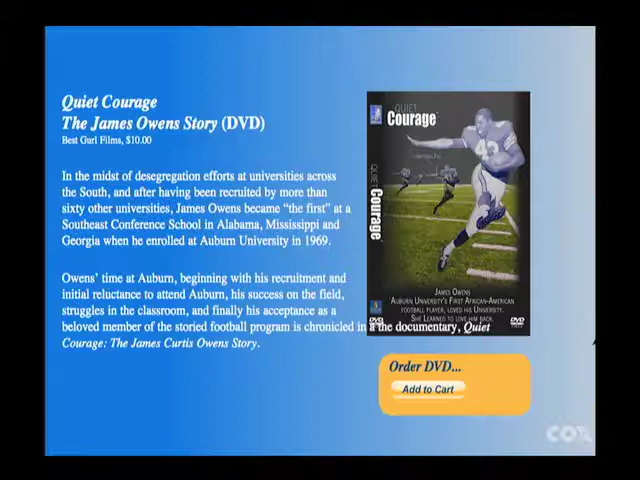 Quiet Courage
The James Owens Story (DVD)
Best Gurl Films, $10.00
In the midst of desegregation efforts at universities across
the South, and after having been recruited by more than
sixty other universities, James Owens became “the first” at a
Southeast Conference School in Alabama, Mississippi and
Georgia when he enrolled at Auburn University in 1969.
Owens’ time at Auburn, beginning with his recruitment and
initial reluctance to attend Auburn, his success on the field,
struggles in the classroom, and finally his acceptance as a
beloved member of the storied football program is chronicled in the documentary, Quiet
Courage: The James Curtis Owens Story.
QUIET
Courage
QUIET
Courage
43
JAMES OWENS
AUBURN UNIVERSITY'S FIRST AFRICAN-AMERICAN
FOOTBALL PLAYER, LOVED HIS UNIVERSITY.
SHE LEARNED TO LOVE HIM BACK.
DVD
DVD
Order DVD...
Add to Cart
COX